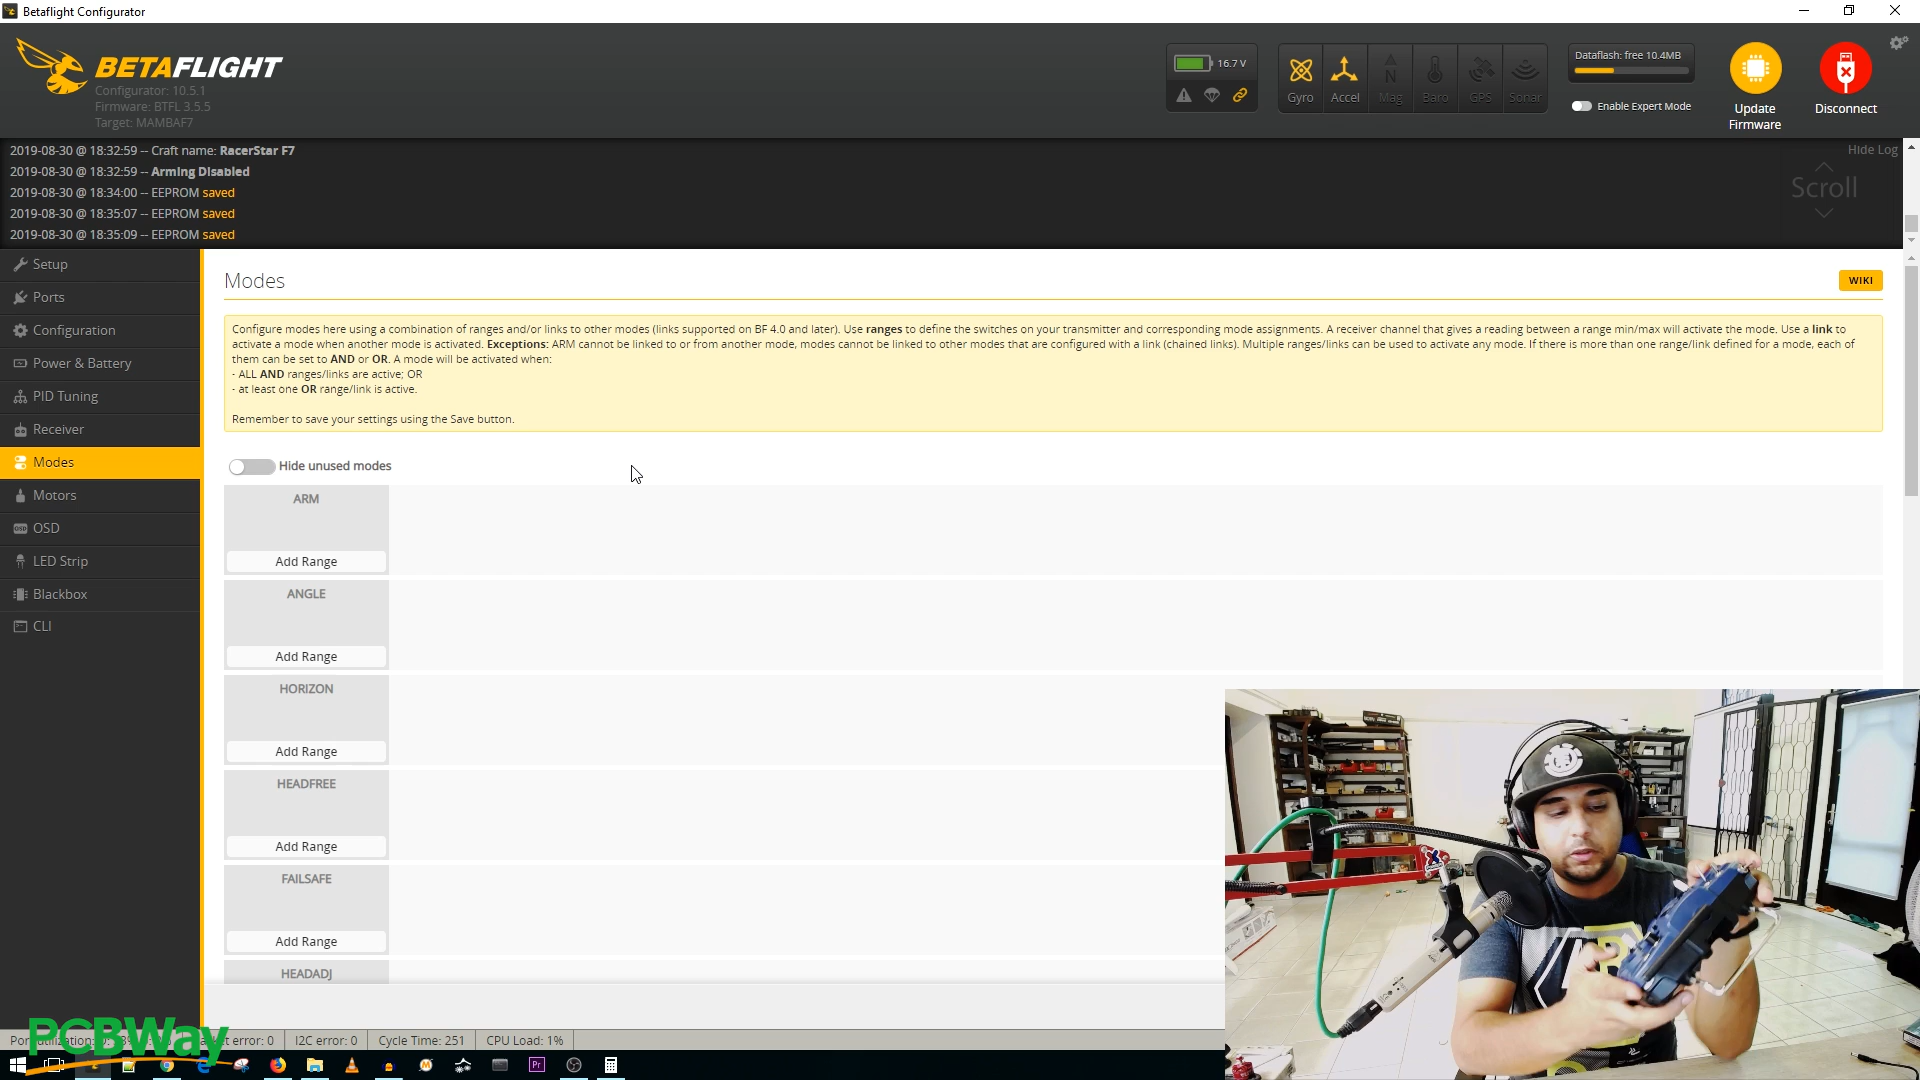 Betaflight Configurator
BETAFLIGHT
Configurator: 10.5.1
Firmware: BTFL 3.5.5
Target: MAMBAF7
16.7 V
Gyro
Accel
Mag
Baro
GPS
Sonar
Dataflash: free 10.4MB
Enable Expert Mode
Update
Firmware
Disconnect
2019-08-30 @ 18:32:59 -- Craft name: RacerStar F7
2019-08-30 @ 18:32:59 -- Arming Disabled
2019-08-30 @ 18:34:00 -- EEPROM saved
2019-08-30 @ 18:35:07 -- EEPROM saved
2019-08-30 @ 18:35:09 -- EEPROM saved
Hide Log
Scroll
Setup
Ports
Configuration
Power & Battery
PID Tuning
Receiver
Modes
Motors
OSD
LED Strip
Blackbox
CLI
Modes
WIKI
Configure modes here using a combination of ranges and/or links to other modes (links supported on BF 4.0 and later). Use ranges to define the switches on your transmitter and corresponding mode assignments. A receiver channel that gives a reading between a range min/max will activate the mode. Use a link to
activate a mode when another mode is activated. Exceptions: ARM cannot be linked to or from another mode, modes cannot be linked to other modes that are configured with a link (chained links). Multiple ranges/links can be used to activate any mode. If there is more than one range/link defined for a mode, each of
them can be set to AND or OR. A mode will be activated when:
- ALL AND ranges/links are active; OR
- at least one OR range/link is active.
Remember to save your settings using the Save button.
Hide unused modes
ARM
Add Range
ANGLE
Add Range
HORIZON
Add Range
HEADFREE
Add Range
FAILSAFE
Add Range
HEADADJ
PCBWay
error: 0
I2C error: 0
Cycle Time: 251
CPU Load: 1%